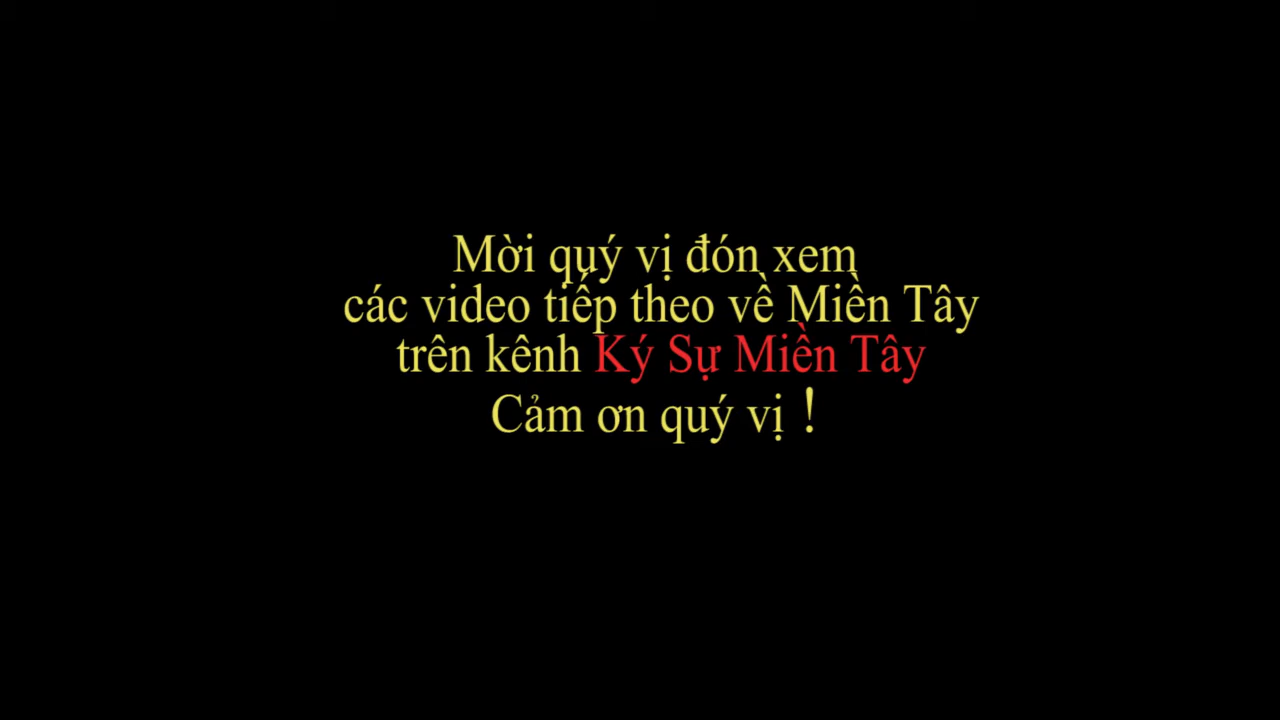 Mời quý vị đón xem
các video tiếp theo về Miền Tây
trên kênh Ký Sự Miền Tây
Cảm ơn quý vị !